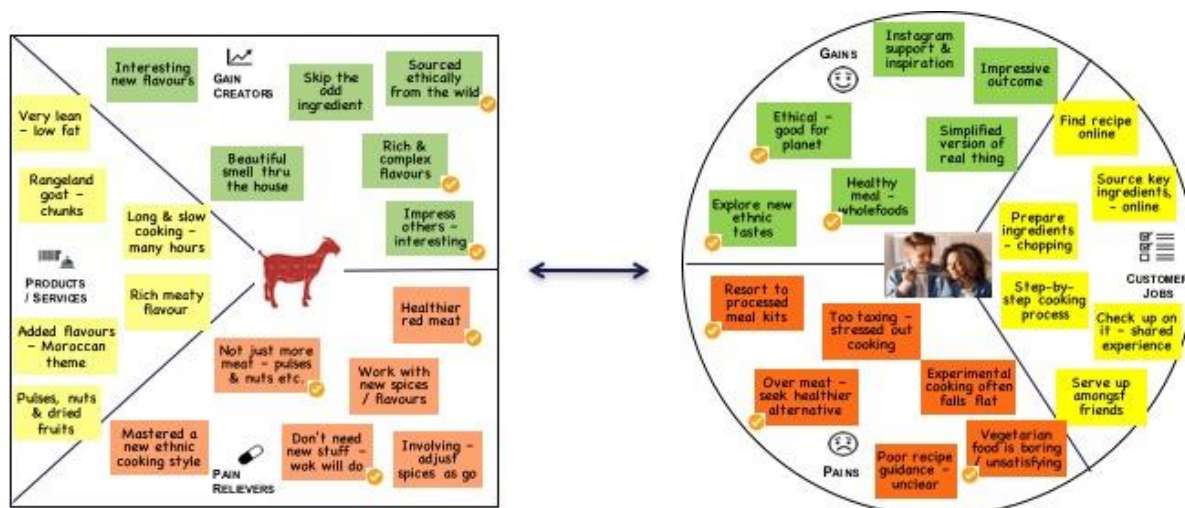 Interesting
new flavours
GAIN
CREATORS
Skip the
odd
ingredient
Sourced
ethically
from the wild
Very lean
– low fat
Beautiful
smell thru
the house
Rich &
complex
flavours
Rangeland
goat –
chunks
Long & slow
cooking –
many hours
Impress
others –
interesting
PRODUCTS
/ SERVICES
Rich meaty
flavour
Added flavours
– Moroccan
theme
Pulses, nuts
& dried
fruits
Healthier
red meat
Not just more
meat – pulses
& nuts etc.
Work with
new spices
/ flavours
Mastered a
new ethnic
cooking style
PAIN
RELIEVERS
Don't need
new stuff –
wok will do
Involving –
adjust
spices as go
GAINS
Instagram
support &
inspiration
Impressive
outcome
Ethical –
good for
planet
Simplified
version of
real thing
Explore new
ethnic
tastes
Healthy
meal –
wholefoods
Find recipe
online
Source key
ingredients,
– online
Prepare
ingredients
– chopping
CUSTOMER
JOBS
Step-by-
step cooking
process
Check up on
it – shared
experience
Serve up
amongst
friends
Resort to
processed
meal kits
Too taxing –
stressed out
cooking
Over meat –
seek healthier
alternative
Experimental
cooking often
falls flat
PAINS
Poor recipe
guidance –
unclear
Vegetarian
food is boring
/ unsatisfying